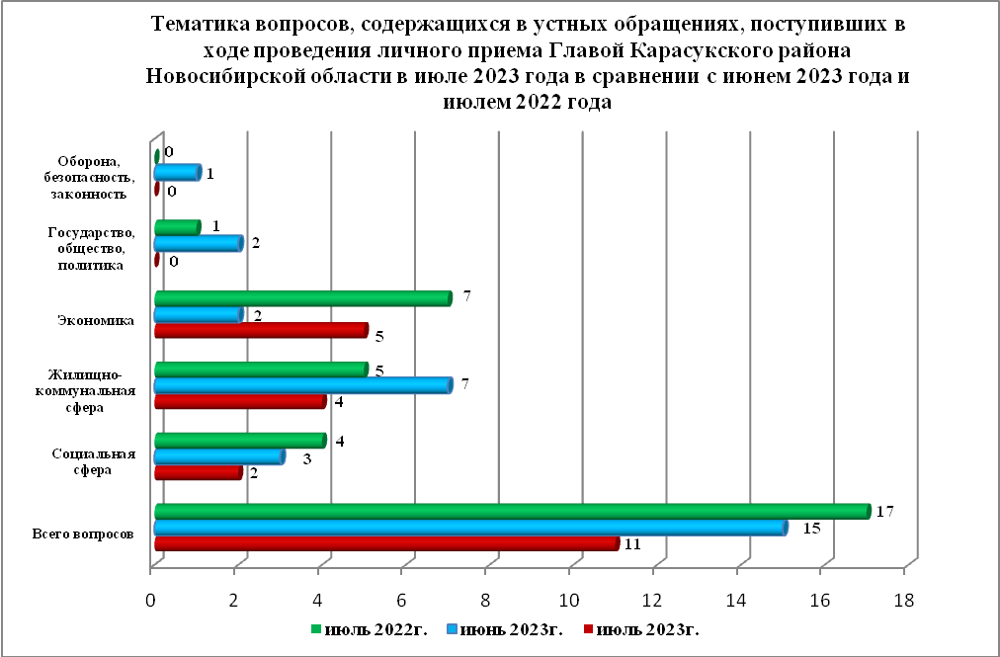 Тематика вопросов, содержащихся в устных обращениях, поступивших в
ходе проведения личного приема Главой Карасукского района
Новосибирской области в июле 2023 года в сравнении с июнем 2023 года и
июлем 2022 года
Оборона,
безопасность,
законность
0
1
0
Государство,
общество,
политика
1
2
0
Экономика
7
2
5
Жилищно-
коммунальная
сфера
5
7
4
Социальная
сфера
4
3
2
Всего вопросов
17
15
11
0 2 4 6 8 10 12 14 16 18
июль 2022г. июнь 2023г. июль 2023г.